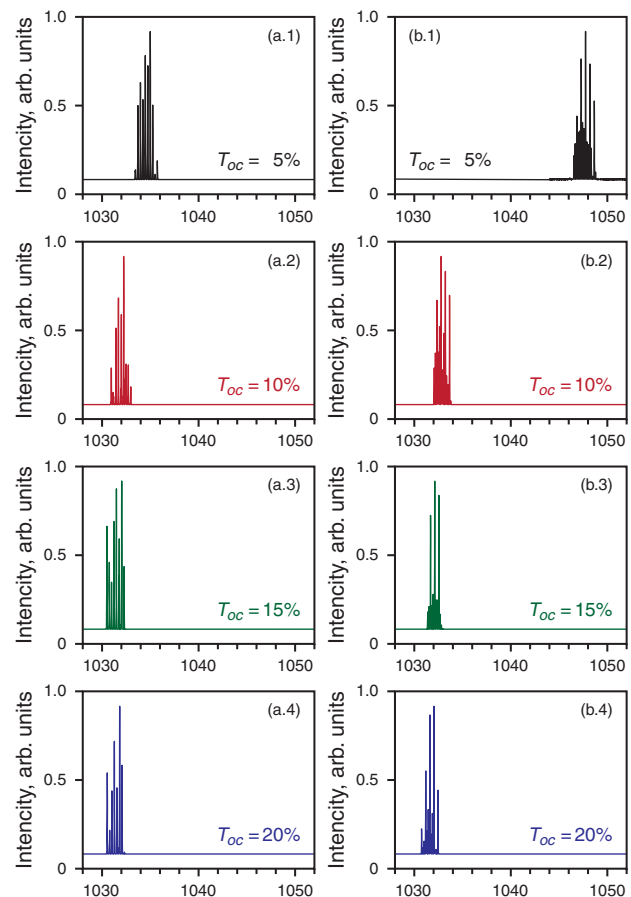 Intencity, arb. units
1.0
0.5
0
(a.1)
T_oc = 5%
1030 1040 1050
Intencity, arb. units
1.0
0.5
0
(b.1)
T_oc = 5%
1030 1040 1050
Intencity, arb. units
1.0
0.5
0
(a.2)
T_oc = 10%
1030 1040 1050
Intencity, arb. units
1.0
0.5
0
(b.2)
T_oc = 10%
1030 1040 1050
Intencity, arb. units
1.0
0.5
0
(a.3)
T_oc = 15%
1030 1040 1050
Intencity, arb. units
1.0
0.5
0
(b.3)
T_oc = 15%
1030 1040 1050
Intencity, arb. units
1.0
0.5
0
(a.4)
T_oc = 20%
1030 1040 1050
Intencity, arb. units
1.0
0.5
0
(b.4)
T_oc = 20%
1030 1040 1050